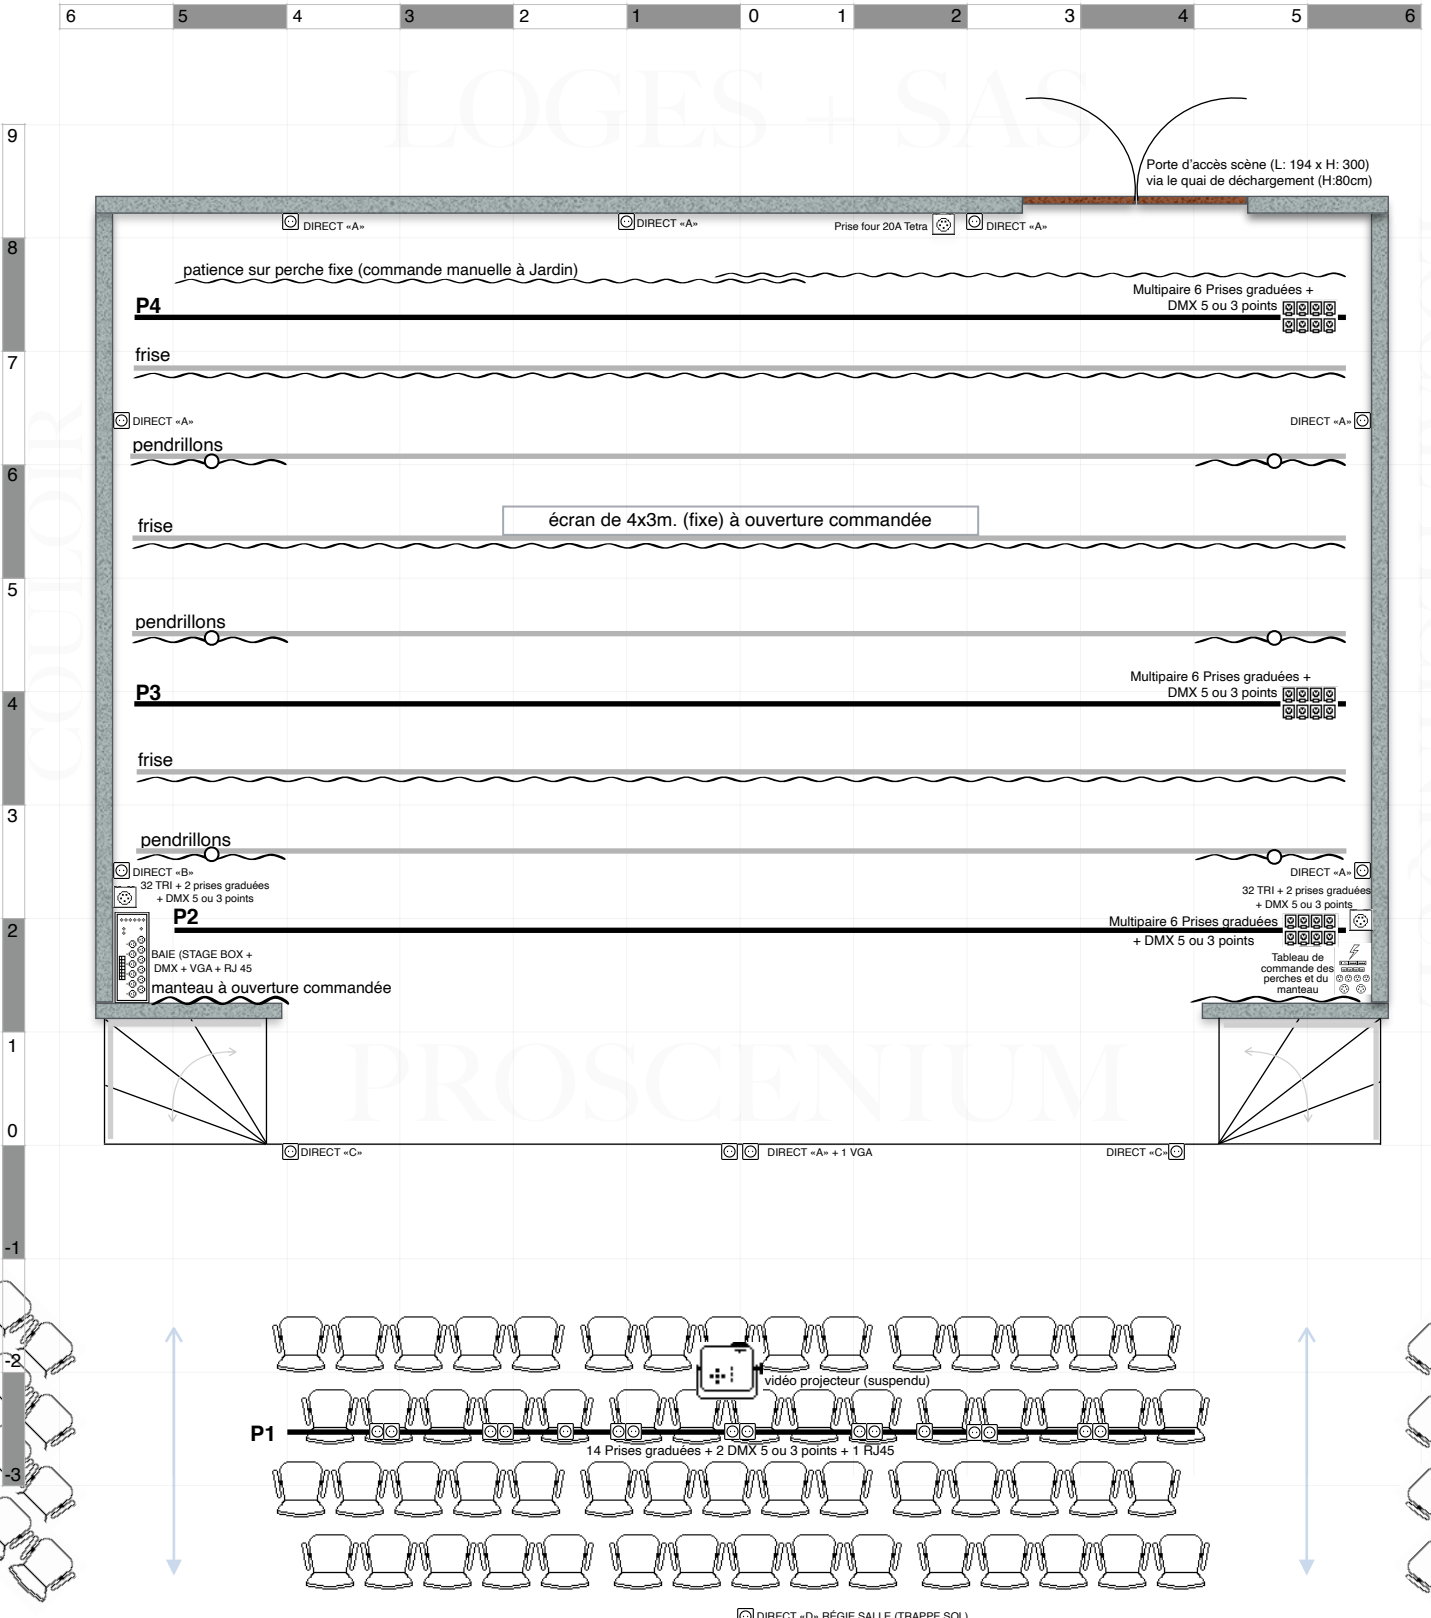 6 5 4 3 2 1 0 1 2 3 4 5 6
LOGES + SAS
9
Porte d'accès scène (L: 194 x H: 300)
via le quai de déchargement (H:80cm)
DIRECT «A»
DIRECT «A»
Prise four 20A Tetra
DIRECT «A»
8
patience sur perche fixe (commande manuelle à Jardin)
Multipaire 6 Prises graduées +
DMX 5 ou 3 points
P4
7
frise
DIRECT «A»
DIRECT «A»
COULOIR
pendrillons
6
écran de 4x3m. (fixe) à ouverture commandée
frise
5
pendrillons
Multipaire 6 Prises graduées +
DMX 5 ou 3 points
P3
4
frise
3
pendrillons
DIRECT «B»
DIRECT «A»
32 TRI + 2 prises graduées
+ DMX 5 ou 3 points
32 TRI + 2 prises graduées
+ DMX 5 ou 3 points
P2
2
Multipaire 6 Prises graduées
+ DMX 5 ou 3 points
BAIE (STAGE BOX +
DMX + VGA + RJ 45
Tableau de
commande des
perches et du
manteau
manteau à ouverture commandée
1
PROSCENIUM
0
DIRECT «C»
DIRECT «A» + 1 VGA
DIRECT «C»
-1
-2
vidéo projecteur (suspendu)
P1
14 Prises graduées + 2 DMX 5 ou 3 points + 1 RJ45
-3
DIRECT «D» RÉGIE SALLE (TRAPPE SOL)